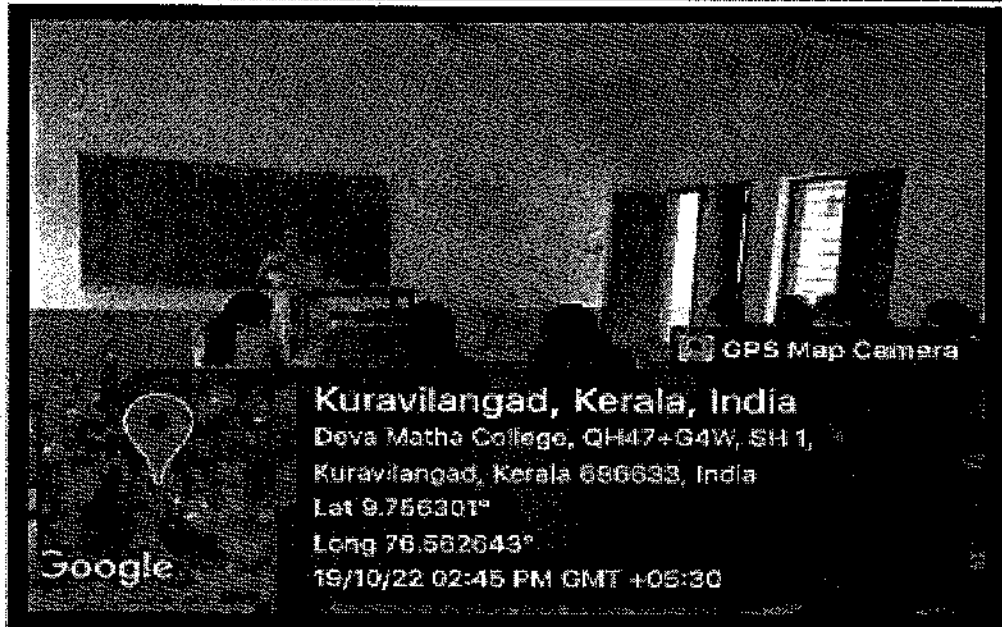 GPS Map Camera
Kuravilangad, Kerala, India
Deva Matha College, QH47+G4W, SH 1,
Kuravilangad, Kerala 686633, India
Lat 9.756301°
Long 76.562643°
19/10/22 02:45 PM GMT +05:30
Google